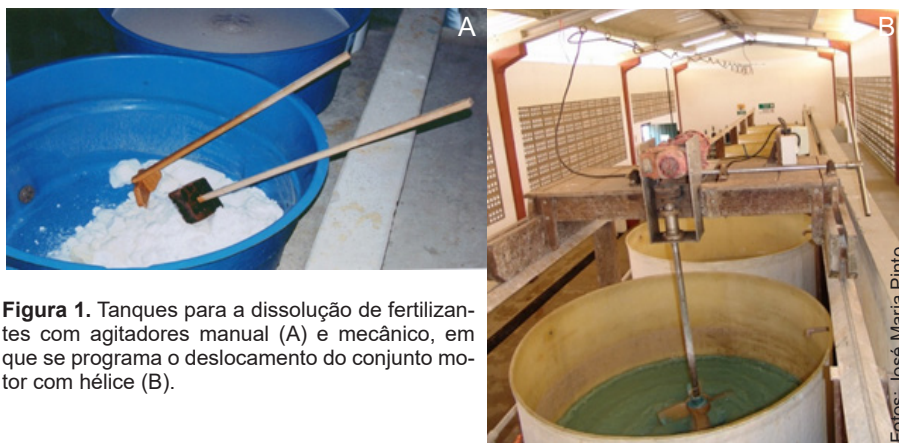 A
B
Figura 1. Tanques para a dissolução de fertilizan-
tes com agitadores manual (A) e mecânico, em
que se programa o deslocamento do conjunto mo-
tor com hélice (B).
Fotos: José Maria Pinto